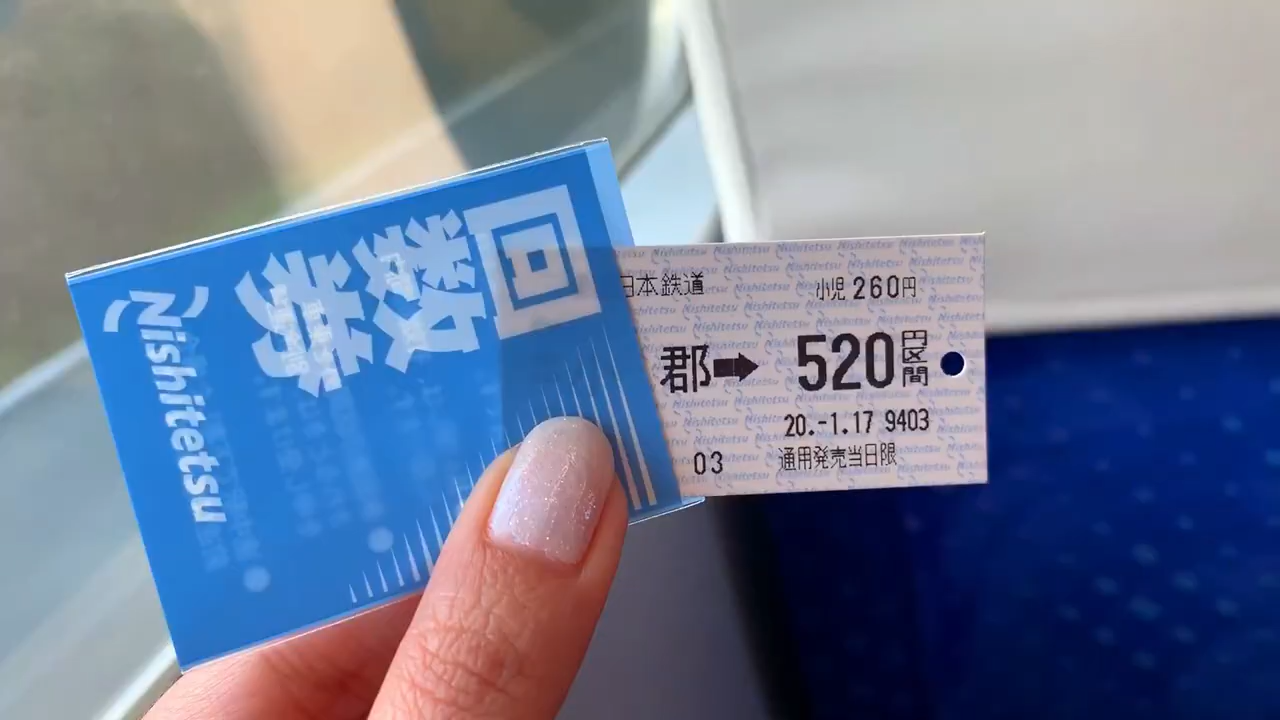 回数券
Nishitetsu
日本鉄道
小児 260円
郡➡ 520円区間
20.-1.17 9403
03
通用発売当日限